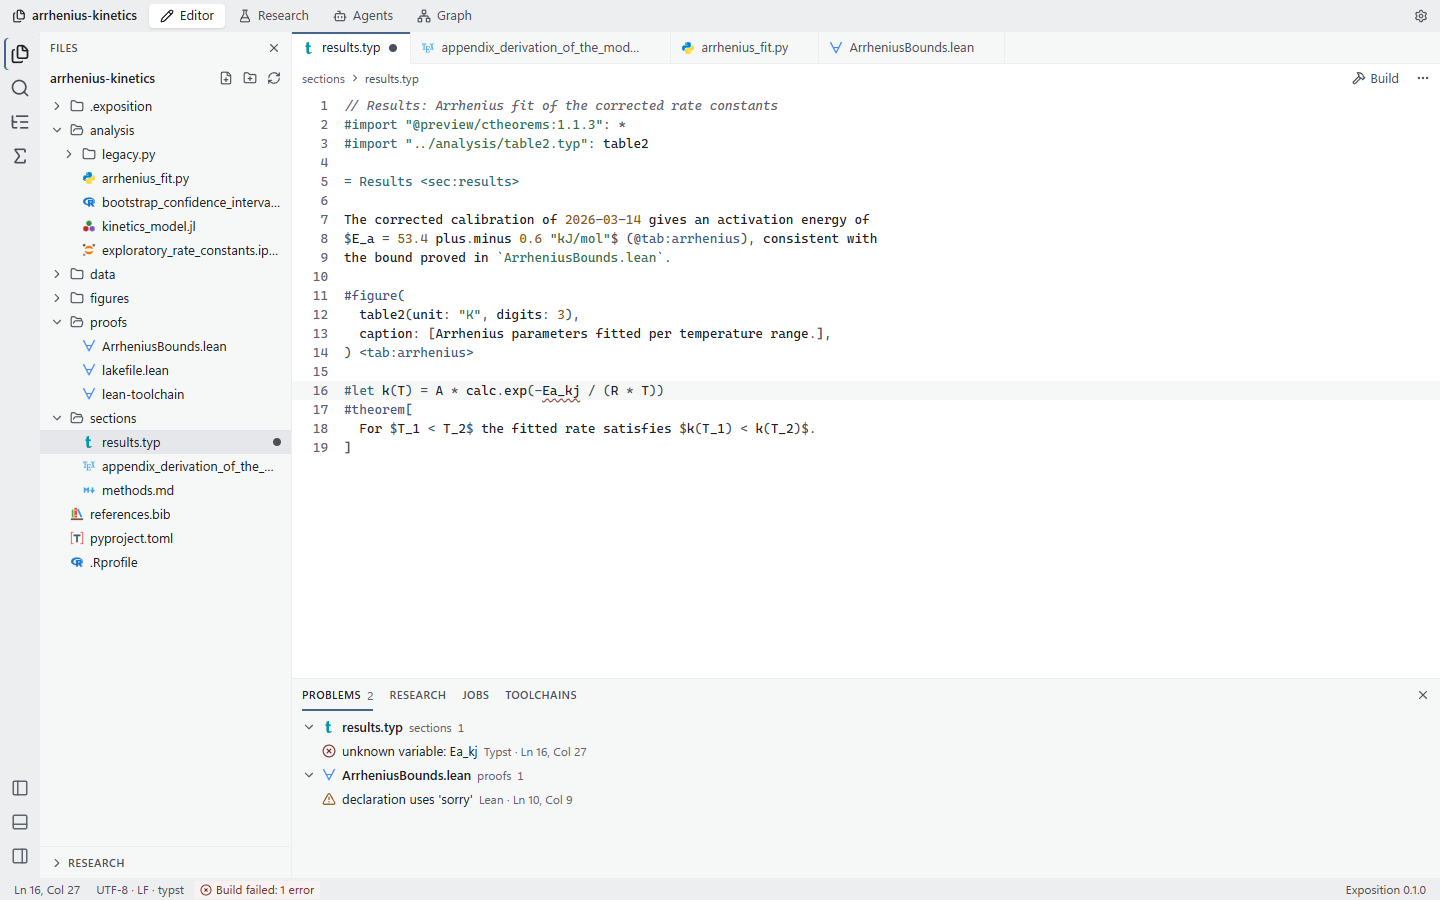 arrhenius-kinetics
Editor
Research
Agents
Graph
FILES
arrhenius-kinetics
.exposition
analysis
legacy.py
arrhenius_fit.py
bootstrap_confidence_interva...
kinetics_model.jl
exploratory_rate_constants.ip...
data
figures
proofs
ArrheniusBounds.lean
lakefile.lean
lean-toolchain
sections
results.typ
appendix_derivation_of_the_...
methods.md
references.bib
pyproject.toml
.Rprofile
RESEARCH
results.typ
appendix_derivation_of_the_mod...
arrhenius_fit.py
ArrheniusBounds.lean
sections > results.typ
Build
1 // Results: Arrhenius fit of the corrected rate constants
2 #import "@preview/ctheorems:1.1.3": *
3 #import "../analysis/table2.typ": table2
4
5 = Results <sec:results>
6
7 The corrected calibration of 2026-03-14 gives an activation energy of
8 $E_a = 53.4 plus.minus 0.6 "kJ/mol"$ (@tab:arrhenius), consistent with
9 the bound proved in `ArrheniusBounds.lean`.
10
11 #figure(
12 table2(unit: "K", digits: 3),
13 caption: [Arrhenius parameters fitted per temperature range.],
14 ) <tab:arrhenius>
15
16 #let k(T) = A * calc.exp(-Ea_kj / (R * T))
17 #theorem[
18 For $T_1 < T_2$ the fitted rate satisfies $k(T_1) < k(T_2)$.
19 ]
PROBLEMS 2
RESEARCH
JOBS
TOOLCHAINS
results.typ sections 1
unknown variable: Ea_kj Typst · Ln 16, Col 27
ArrheniusBounds.lean proofs 1
declaration uses 'sorry' Lean · Ln 10, Col 9
Ln 16, Col 27
UTF-8 · LF · typst
Build failed: 1 error
Exposition 0.1.0